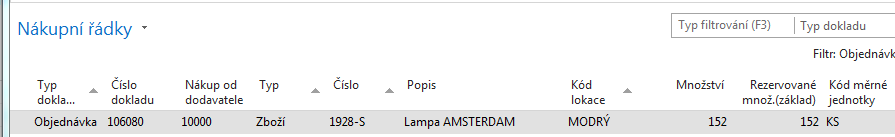 Nákupní řádky
Typ filtrování (F3) Typ dokladu
Filtr: Objednávk
Typ dokla... Číslo dokladu Nákup od dodavatele Typ Číslo Popis Kód lokace Množství Rezervované množ.(základ) Kód měrné jednotky
Objednávka 106080 10000 Zboží 1928-S Lampa AMSTERDAM MODRÝ 152 152 KS